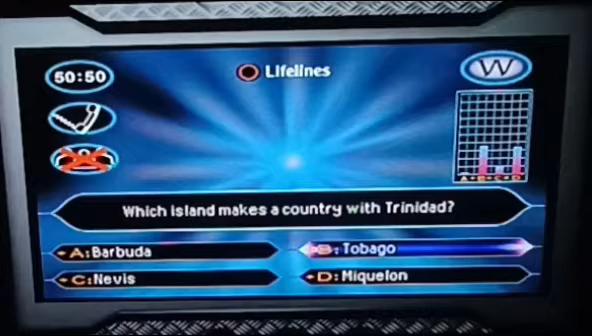 50:50
Lifelines
W
A B C D
Which island makes a country with Trinidad?
A: Barbuda
B: Tobago
C: Nevis
D: Miquelon